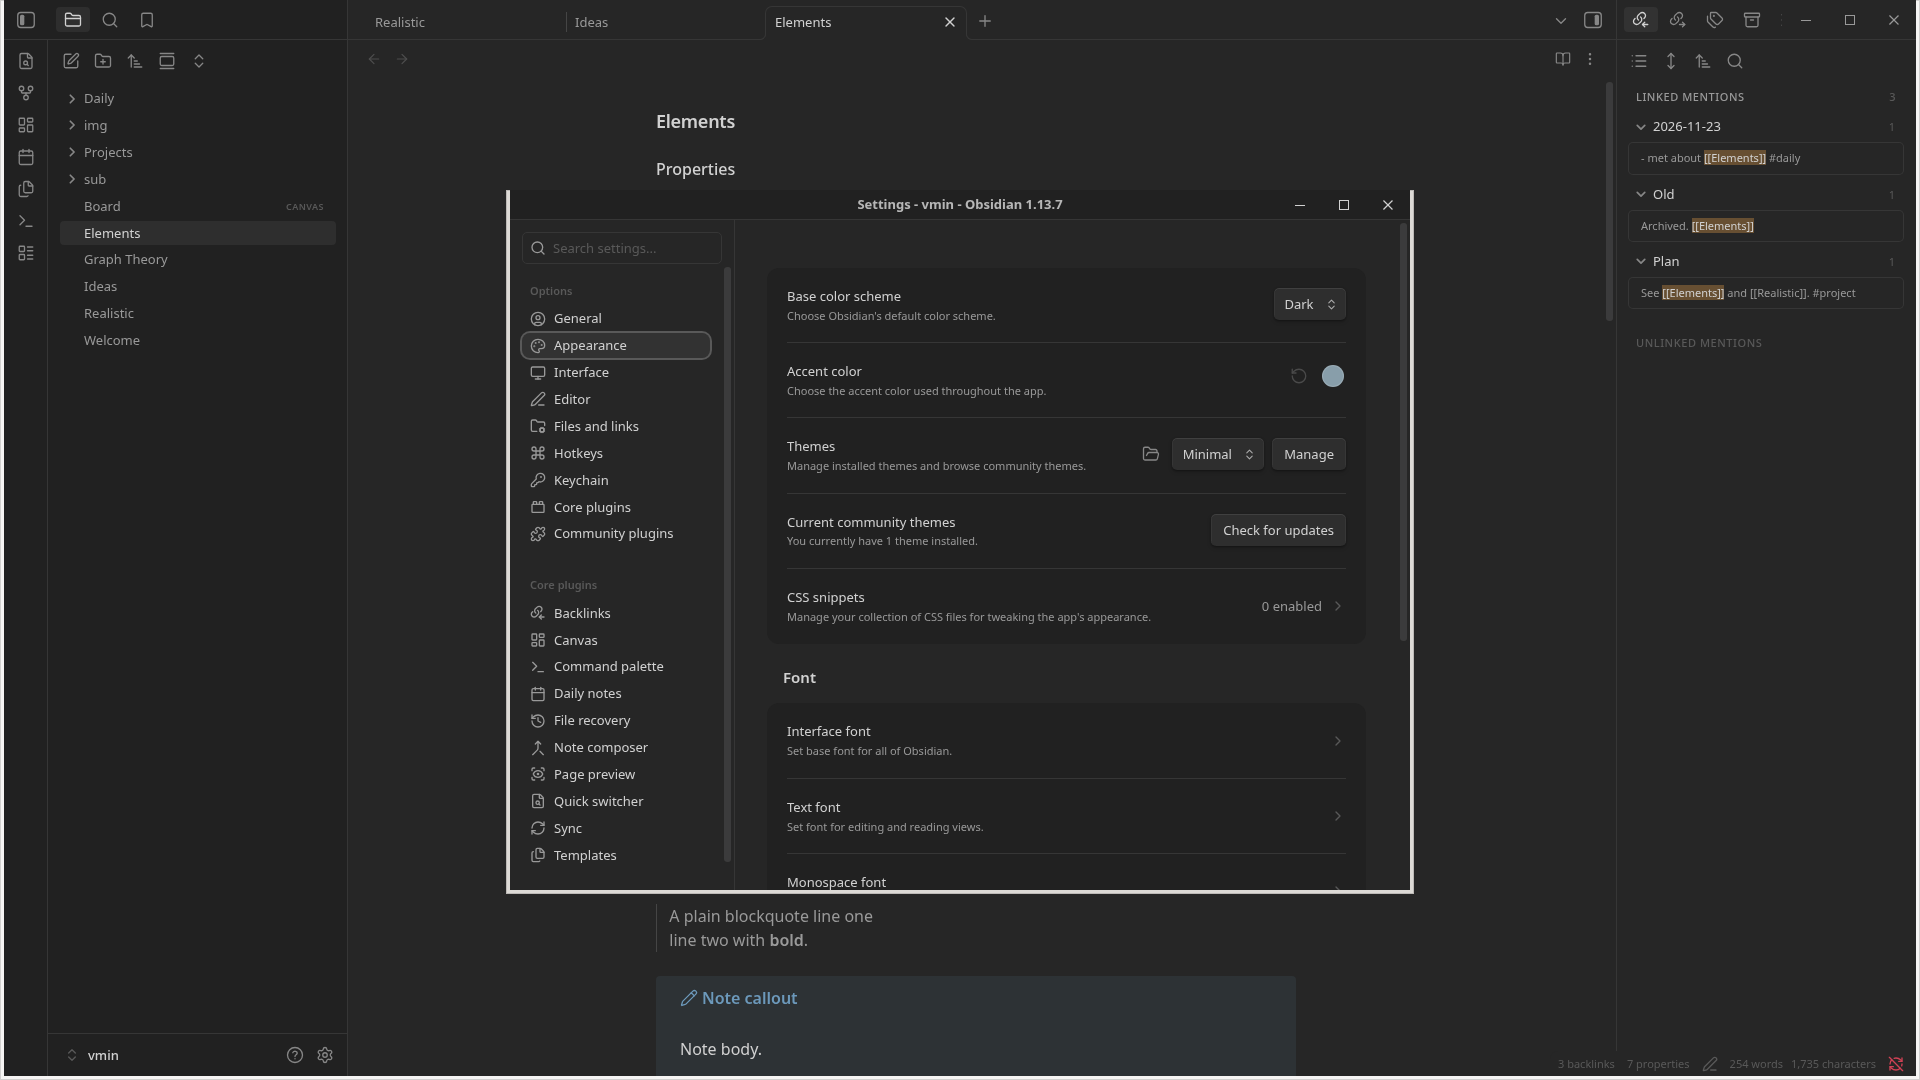 Realistic
Ideas
Elements
Daily
img
Projects
sub
Board
CANVAS
Elements
Graph Theory
Ideas
Realistic
Welcome
vmin
Elements
Properties
Settings - vmin - Obsidian 1.13.7
Search settings...
Options
General
Appearance
Interface
Editor
Files and links
Hotkeys
Keychain
Core plugins
Community plugins
Core plugins
Backlinks
Canvas
Command palette
Daily notes
File recovery
Note composer
Page preview
Quick switcher
Sync
Templates
Base color scheme
Choose Obsidian's default color scheme.
Dark
Accent color
Choose the accent color used throughout the app.
Themes
Manage installed themes and browse community themes.
Minimal
Manage
Current community themes
You currently have 1 theme installed.
Check for updates
CSS snippets
Manage your collection of CSS files for tweaking the app's appearance.
0 enabled
Font
Interface font
Set base font for all of Obsidian.
Text font
Set font for editing and reading views.
Monospace font
A plain blockquote line one
line two with bold.
Note callout
Note body.
LINKED MENTIONS 3
2026-11-23 1
- met about [[Elements]] #daily
Old 1
Archived. [[Elements]]
Plan 1
See [[Elements]] and [[Realistic]]. #project
UNLINKED MENTIONS
3 backlinks 7 properties 254 words 1,735 characters